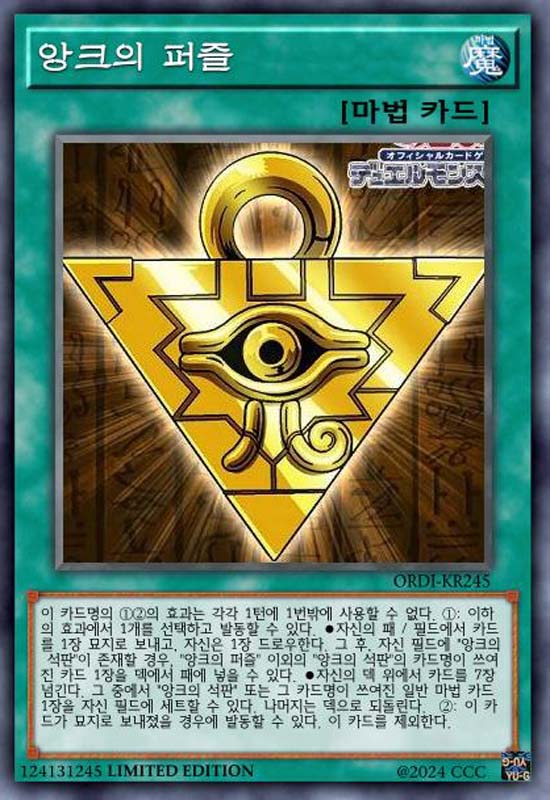 앙크의 퍼즐
마법
魔
[마법 카드]
オフィシャルカードゲ
デュエルモンス
ORDI-KR245
이 카드명의 ①②의 효과는 각각 1턴에 1번밖에 사용할 수 없다. ①: 이하
의 효과에서 1개를 선택하고 발동할 수 있다. ●자신의 패 / 필드에서 카드
를 1장 묘지로 보내고, 자신은 1장 드로우한다. 그 후, 자신 필드에 "앙크의
석판"이 존재할 경우, "앙크의 퍼즐" 이외의 "앙크의 석판"의 카드명이 쓰여
진 카드 1장을 덱에서 패에 넣을 수 있다. ●자신의 덱 위에서 카드를 7장
넘긴다. 그 중에서 "앙크의 석판" 또는 그 카드명이 쓰여진 일반 마법 카드
1장을 자신 필드에 세트할 수 있다. 나머지는 덱으로 되돌린다. ②: 이 카
드가 묘지로 보내졌을 경우에 발동할 수 있다. 이 카드를 제외한다.
124131245 LIMITED EDITION
@2024 CCC
YU-G